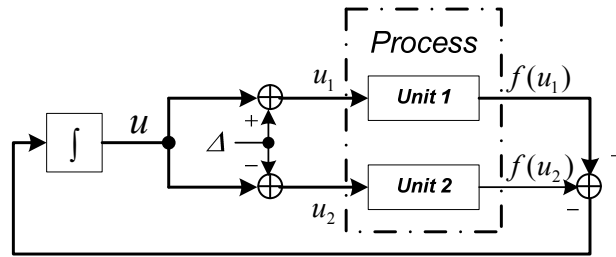 Process
u₁
Unit 1
f(u₁)
+
∫
u
Δ
−
−
Unit 2
f(u₂)
u₂
−